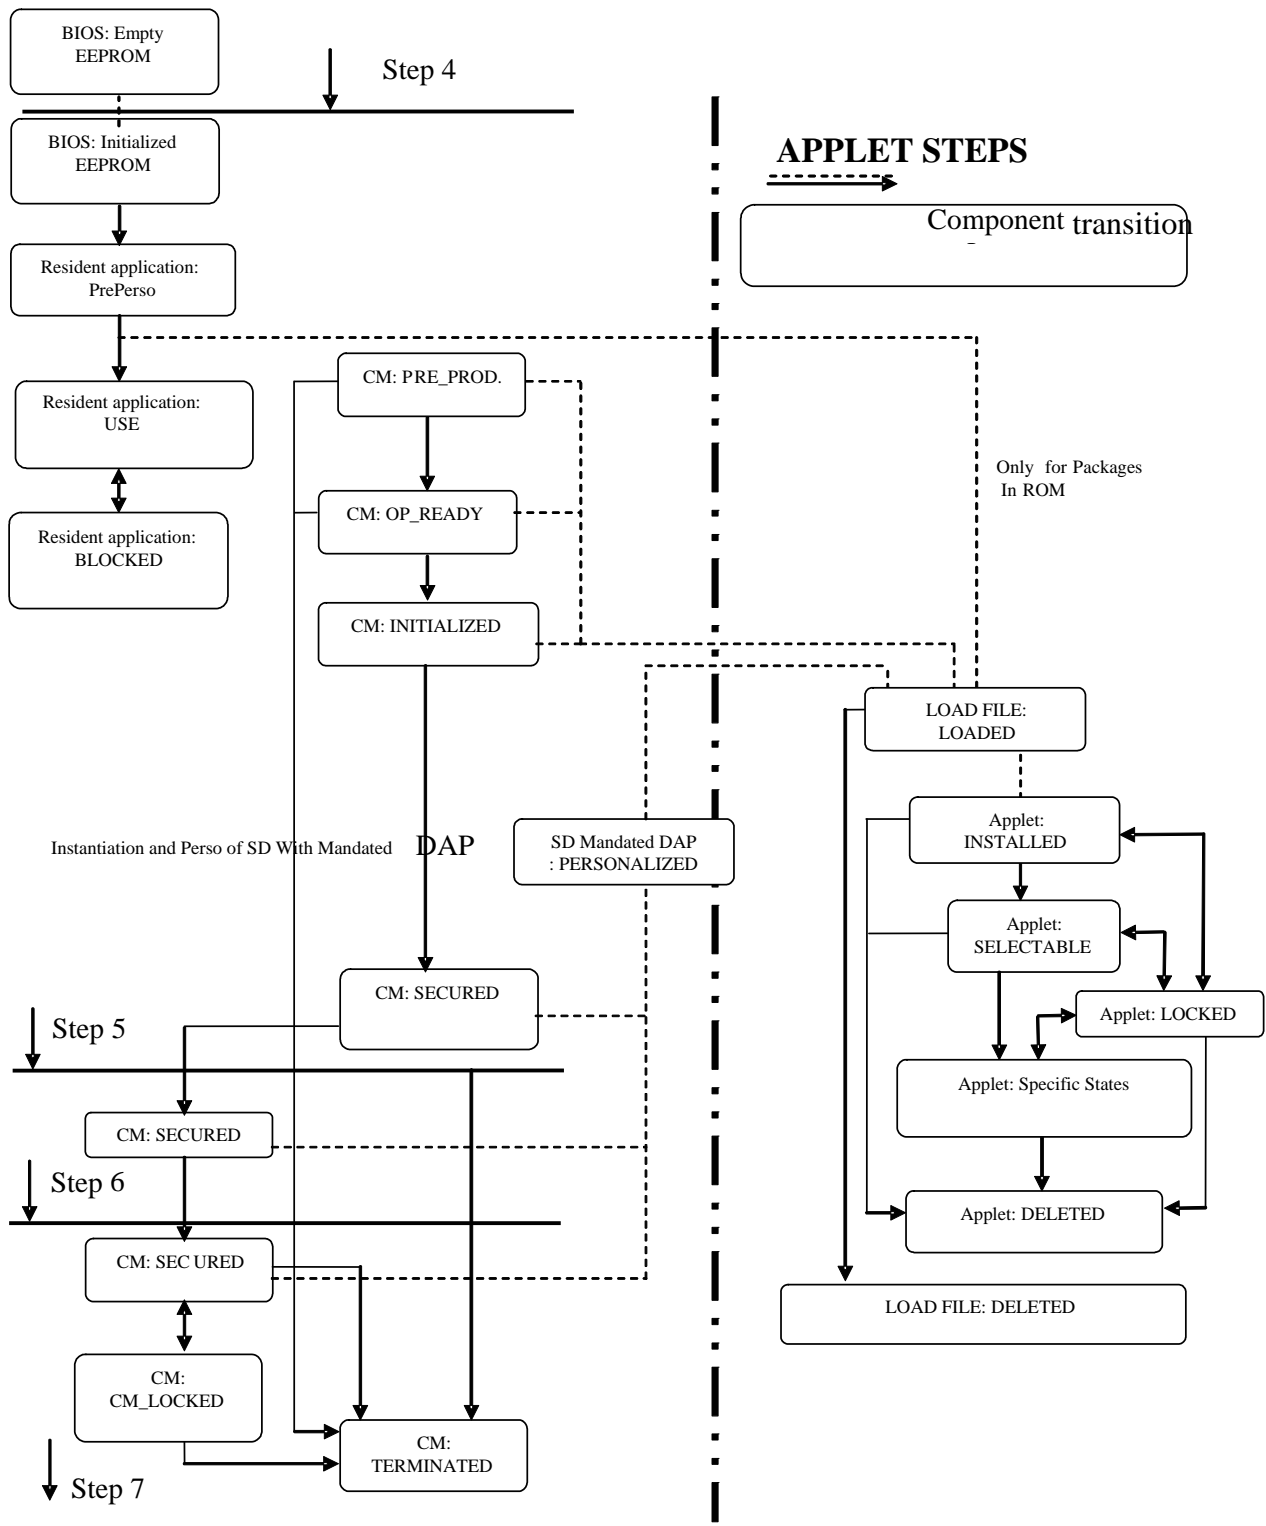 BIOS: Empty
EEPROM
Step 4
BIOS: Initialized
EEPROM
Resident application:
PrePerso
Resident application:
USE
Resident application:
BLOCKED
CM: PRE_PROD.
CM: OP_READY
CM: INITIALIZED
Instantiation and Perso of SD With Mandated DAP
SD Mandated DAP
: PERSONALIZED
CM: SECURED
Step 5
CM: SECURED
Step 6
CM: SECURED
CM:
CM_LOCKED
CM:
TERMINATED
Step 7
APPLET STEPS
Component transition
Only for Packages
In ROM
LOAD FILE:
LOADED
Applet:
INSTALLED
Applet:
SELECTABLE
Applet: LOCKED
Applet: Specific States
Applet: DELETED
LOAD FILE: DELETED